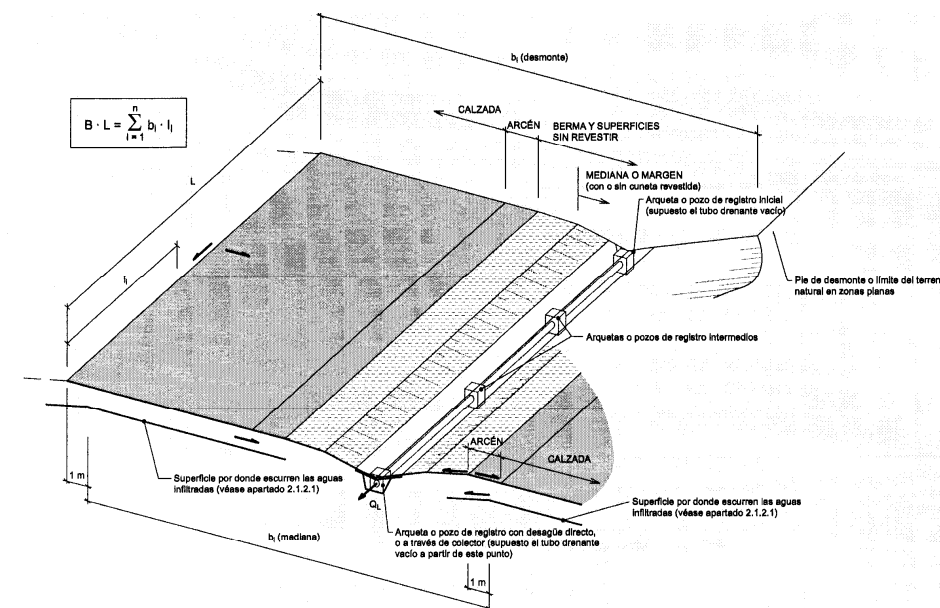 bᵢ (desmonte)
CALZADA
ARCÉN
BERMA Y SUPERFICIES
SIN REVESTIR
B · L = n Σ i = 1 bᵢ · lᵢ
MEDIANA O MARGEN
(con o sin cuneta revestida)
L
Arqueta o pozo de registro inicial
(supuesto el tubo drenante vacío)
lᵢ
Pie de desmonte o límite del terren
natural en zonas planas
Arquetas o pozos de registro intermedios
ARCÉN
CALZADA
1 m
Superficie por donde escurren las aguas
infiltradas (véase apartado 2.1.2.1)
Superficie por donde escurren las aguas
infiltradas (véase apartado 2.1.2.1)
Q_L
Arqueta o pozo de registro con desagüe directo,
o a través de colector (supuesto el tubo drenante
vacío a partir de este punto)
bᵢ (mediana)
1 m